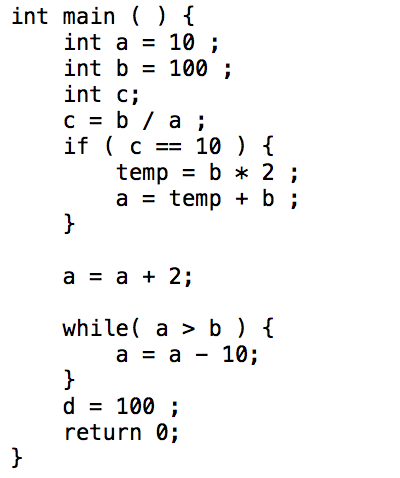 int main ( ) {
    int a = 10 ;
    int b = 100 ;
    int c;
    c = b / a ;
    if ( c == 10 ) {
        temp = b * 2 ;
        a = temp + b ;
    }

    a = a + 2;

    while( a > b ) {
        a = a - 10;
    }
    d = 100 ;
    return 0;
}